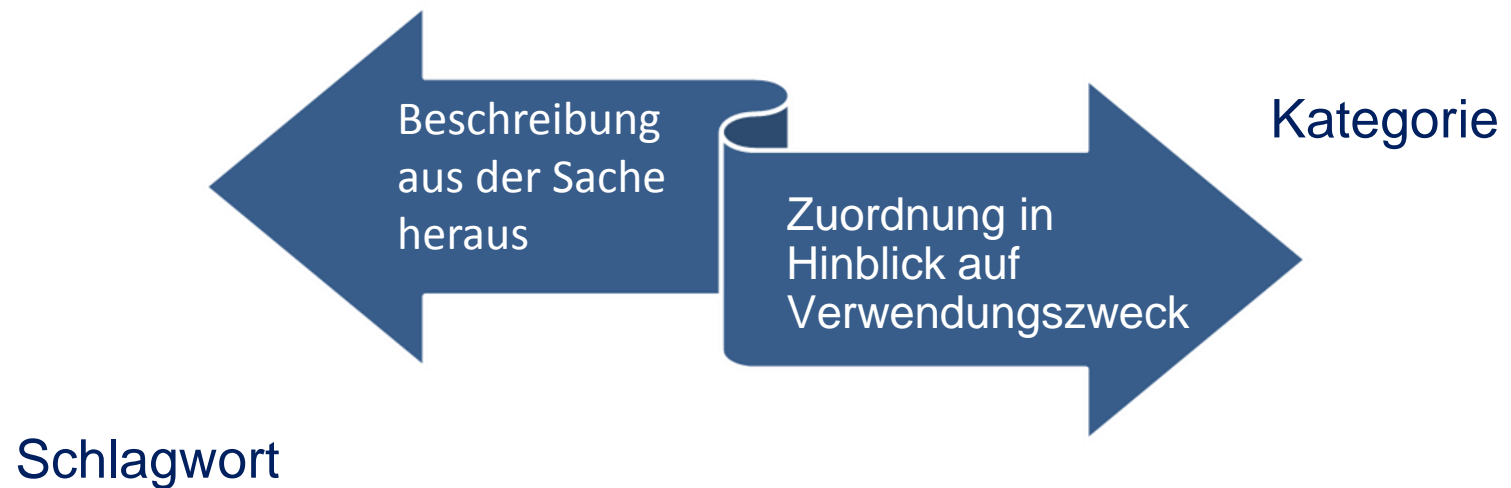 Beschreibung
aus der Sache
heraus
Kategorie
Zuordnung in
Hinblick auf
Verwendungszweck
Schlagwort